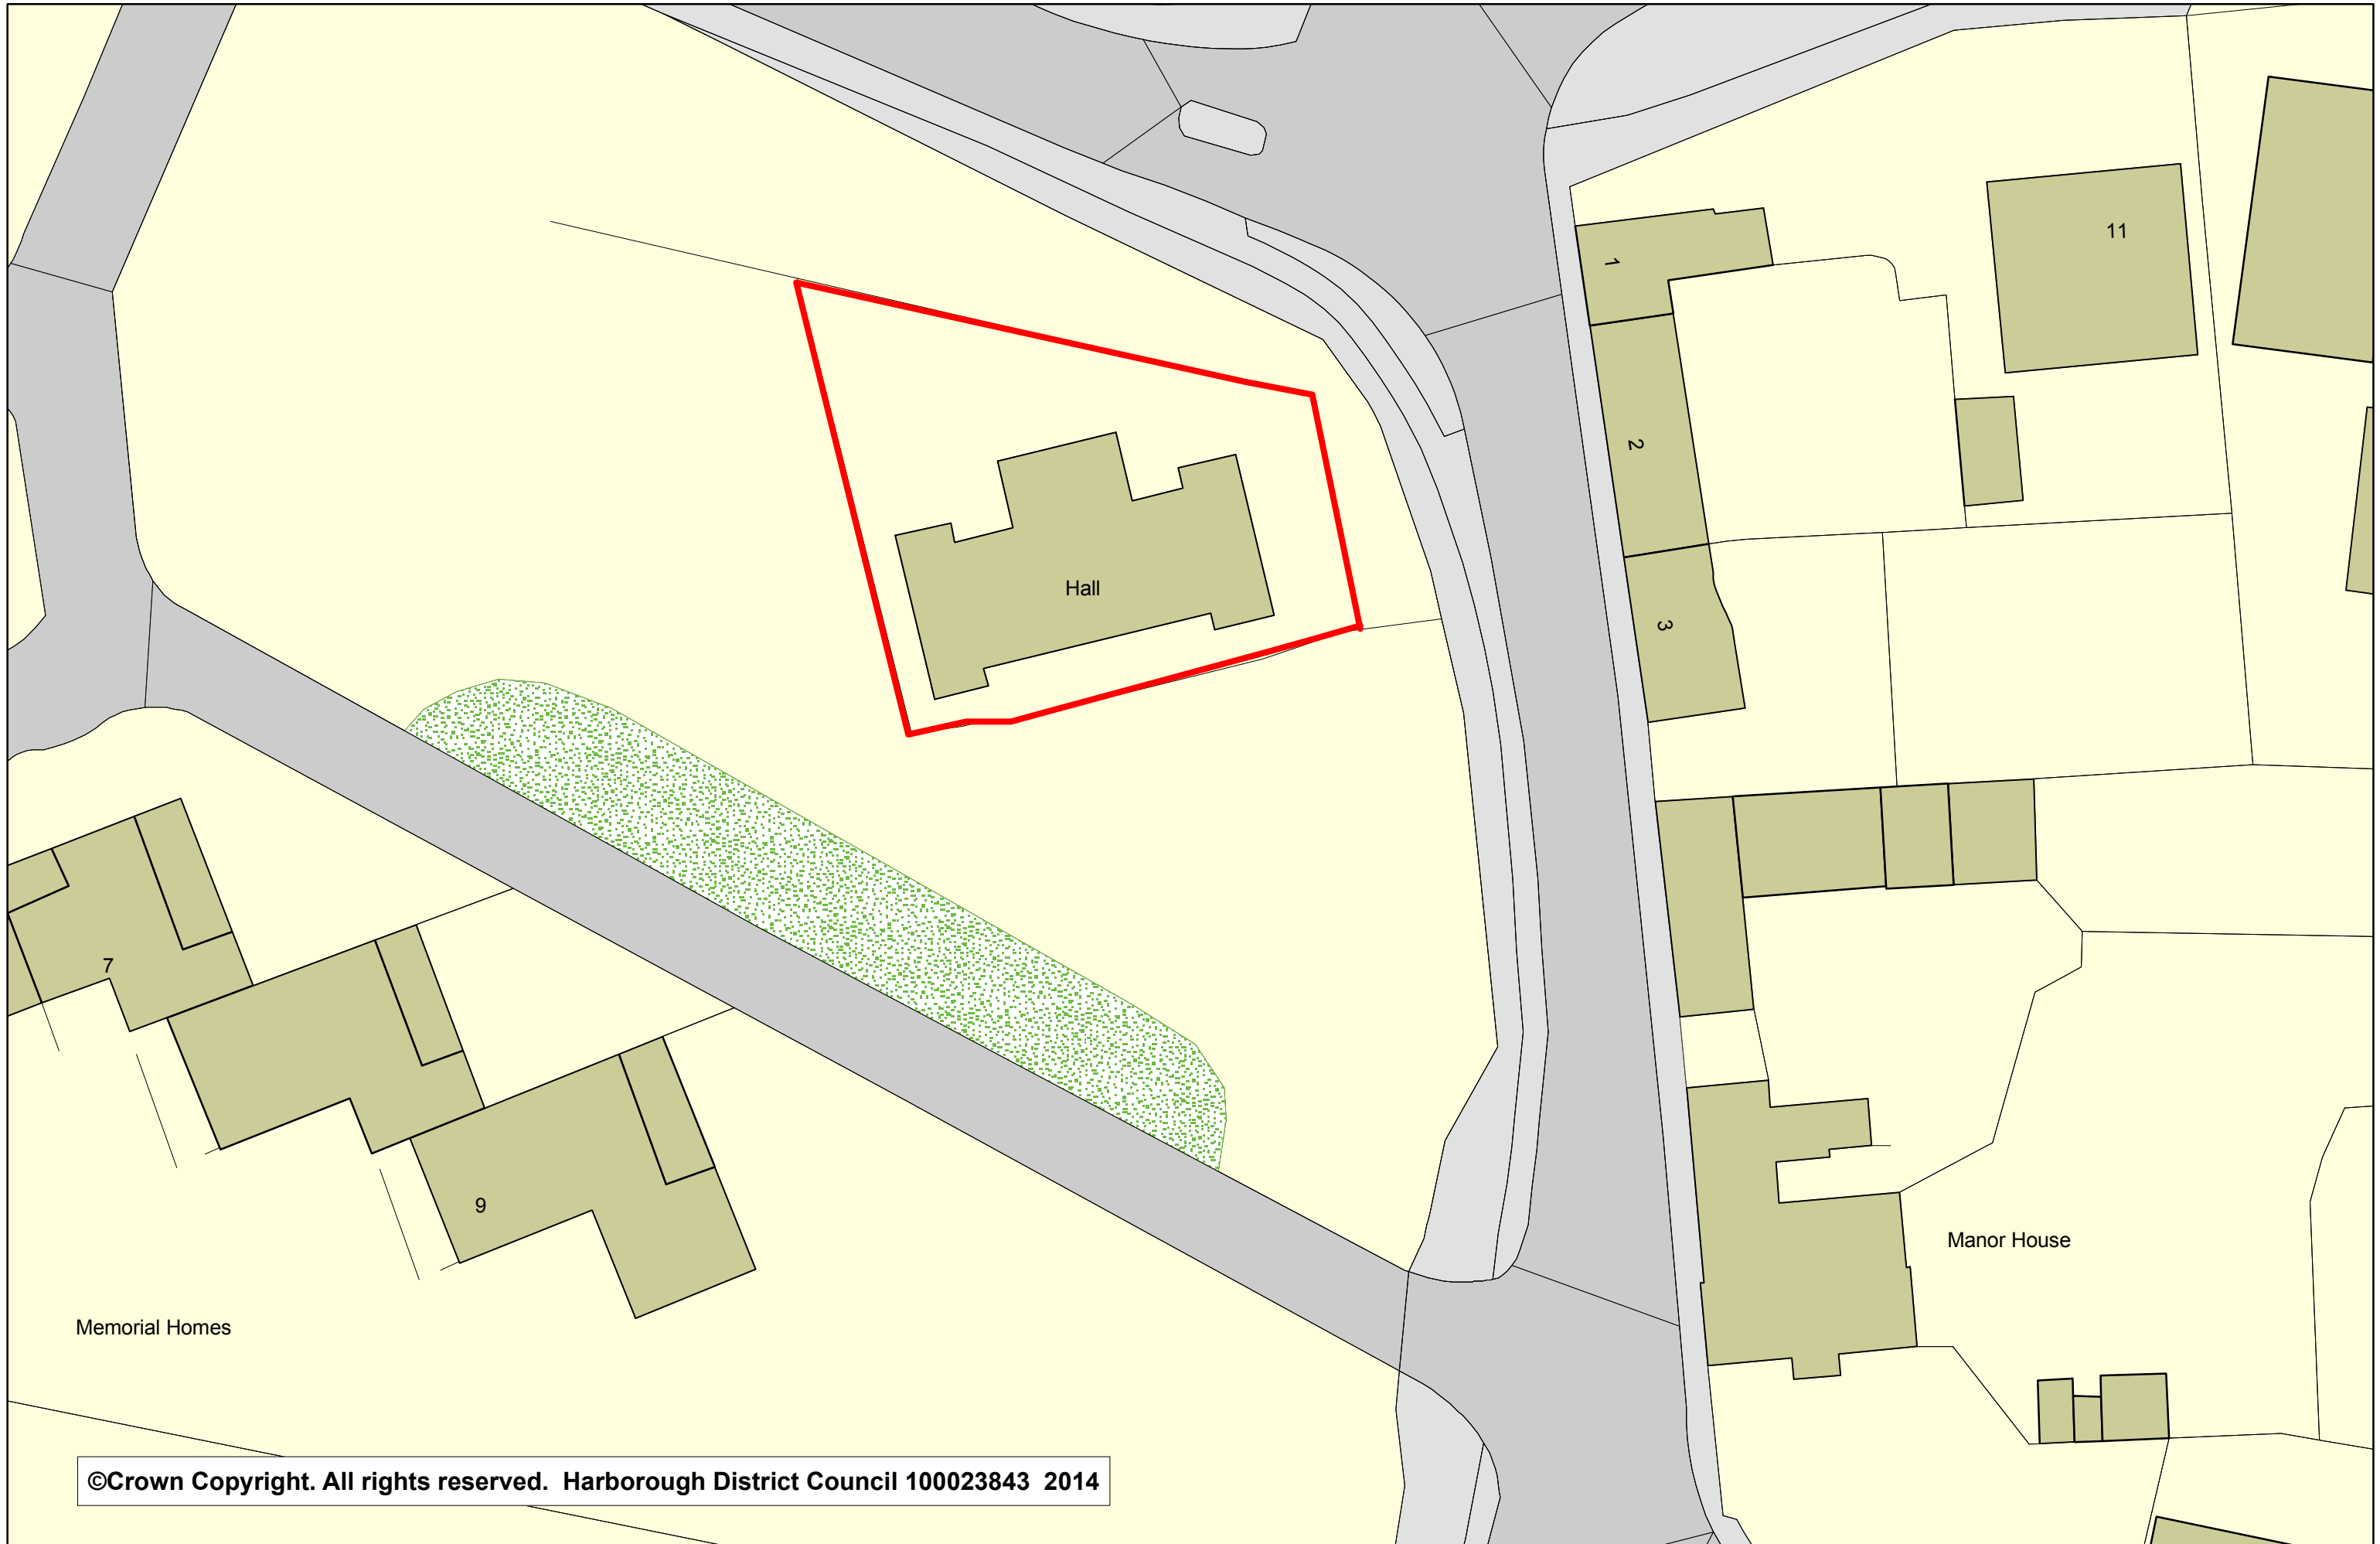 11
1
2
Hall
3
7
9
Manor House
Memorial Homes
©Crown Copyright. All rights reserved.  Harborough District Council 100023843  2014